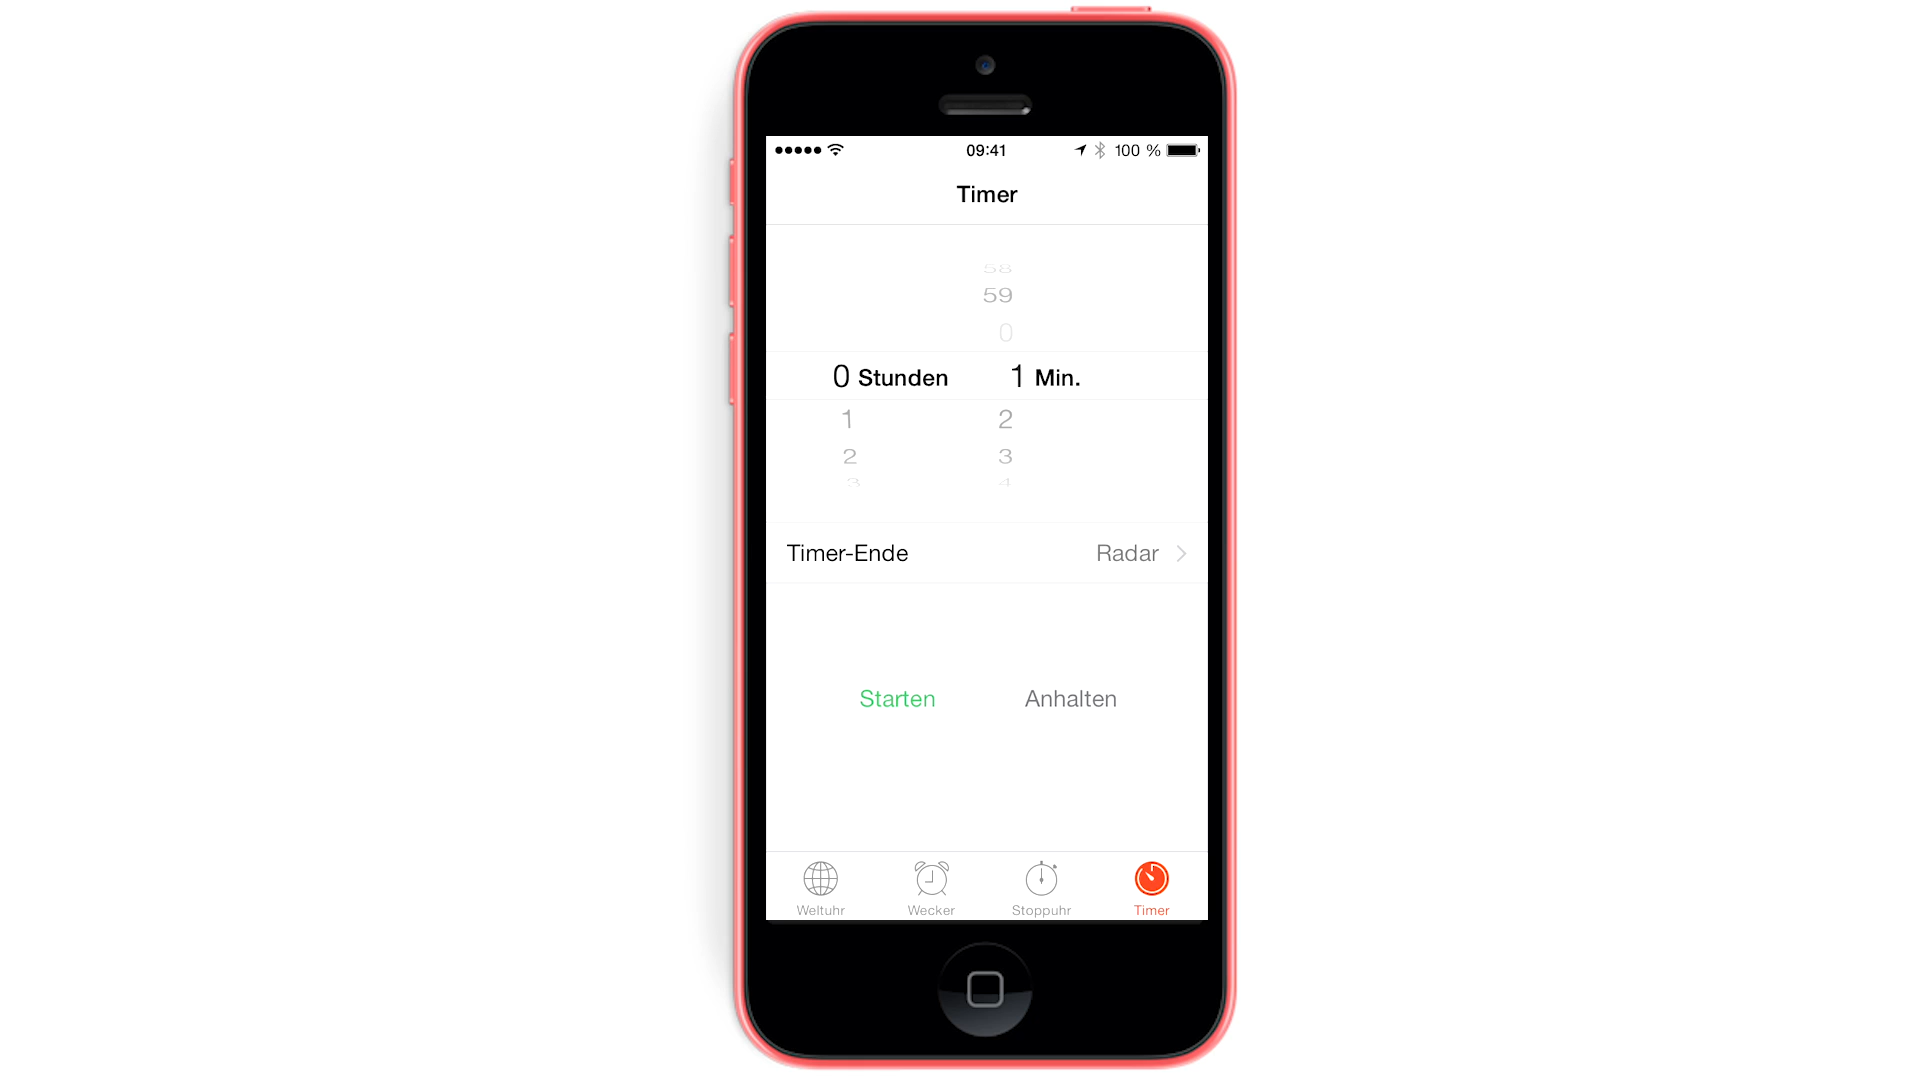 09:41 100 %
Timer
58
59
0
0 Stunden 1 Min.
1 2
2 3
3 4
Timer-Ende Radar
Starten Anhalten
Weltuhr Wecker Stoppuhr Timer